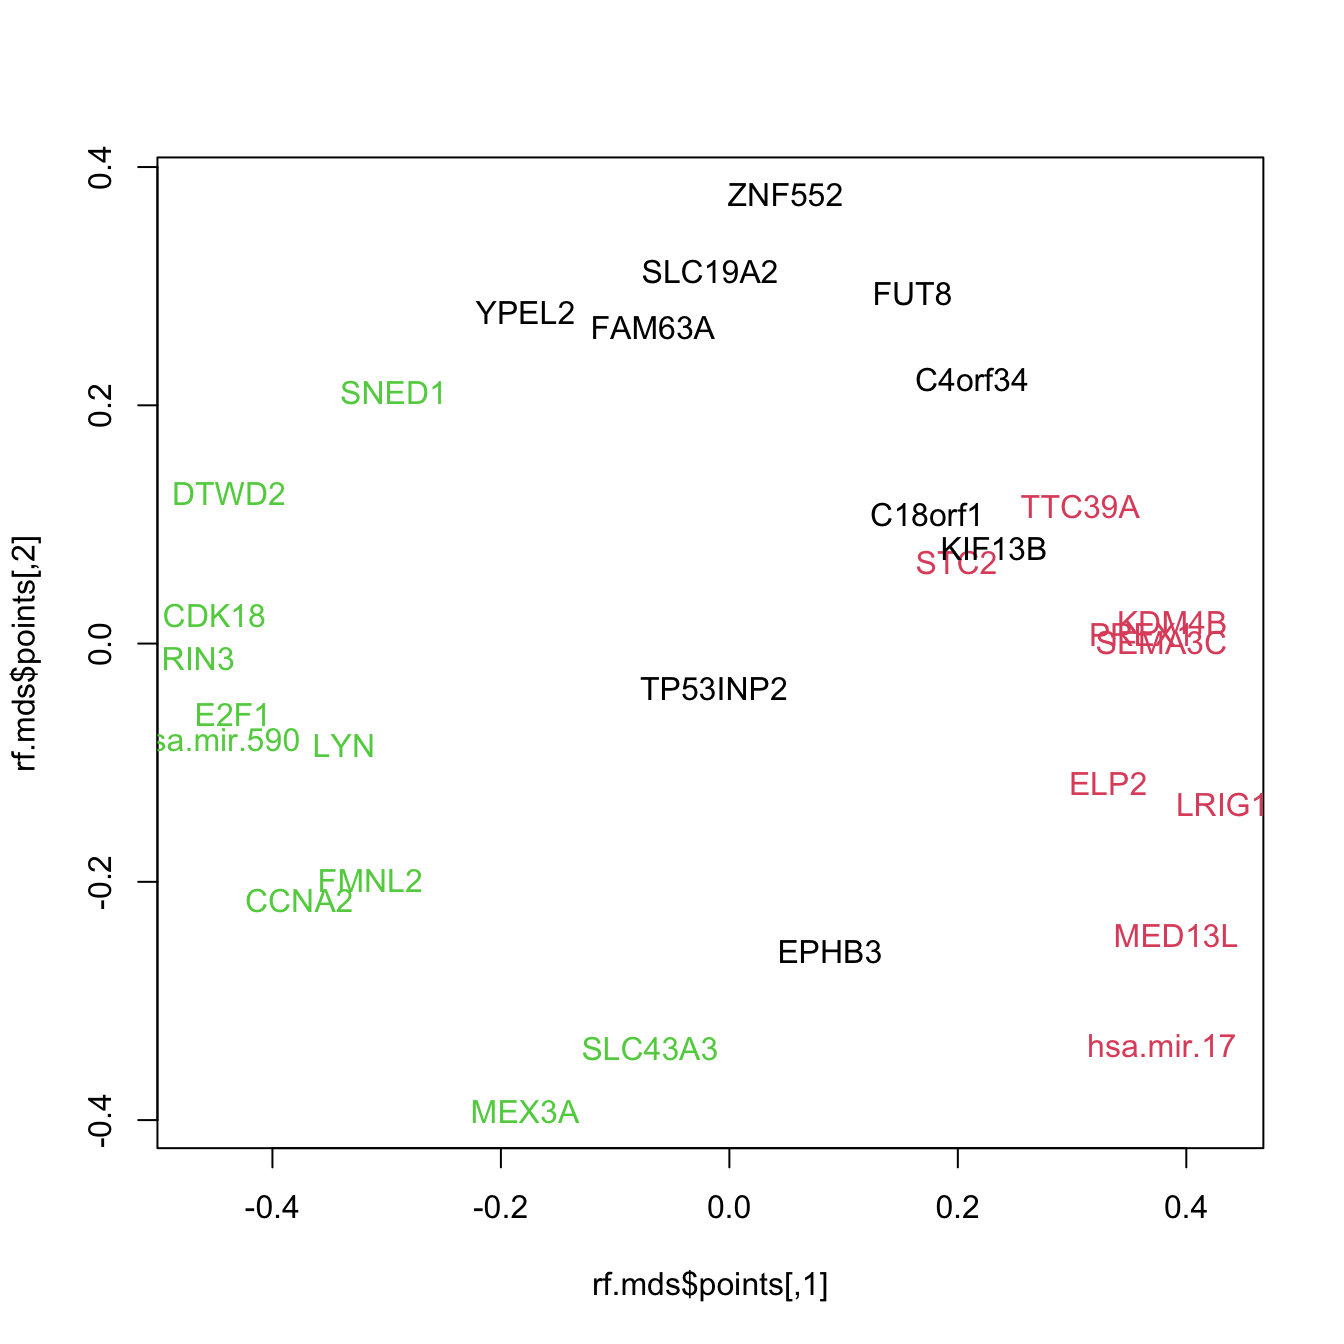 ZNF552
SLC19A2
FUT8
YPEL2
FAM63A
C4orf34
SNED1
DTWD2
TTC39A
C18orf1
KIF13B
STC2
CDK18
KDM4B
PREX1
SEMA3C
RIN3
TP53INP2
E2F1
sa.mir.590
LYN
ELP2
LRIG1
FMNL2
CCNA2
MED13L
EPHB3
SLC43A3
hsa.mir.17
MEX3A
0.4
0.2
0.0
-0.2
-0.4
rf.mds$points[,2]
-0.4 -0.2 0.0 0.2 0.4
rf.mds$points[,1]